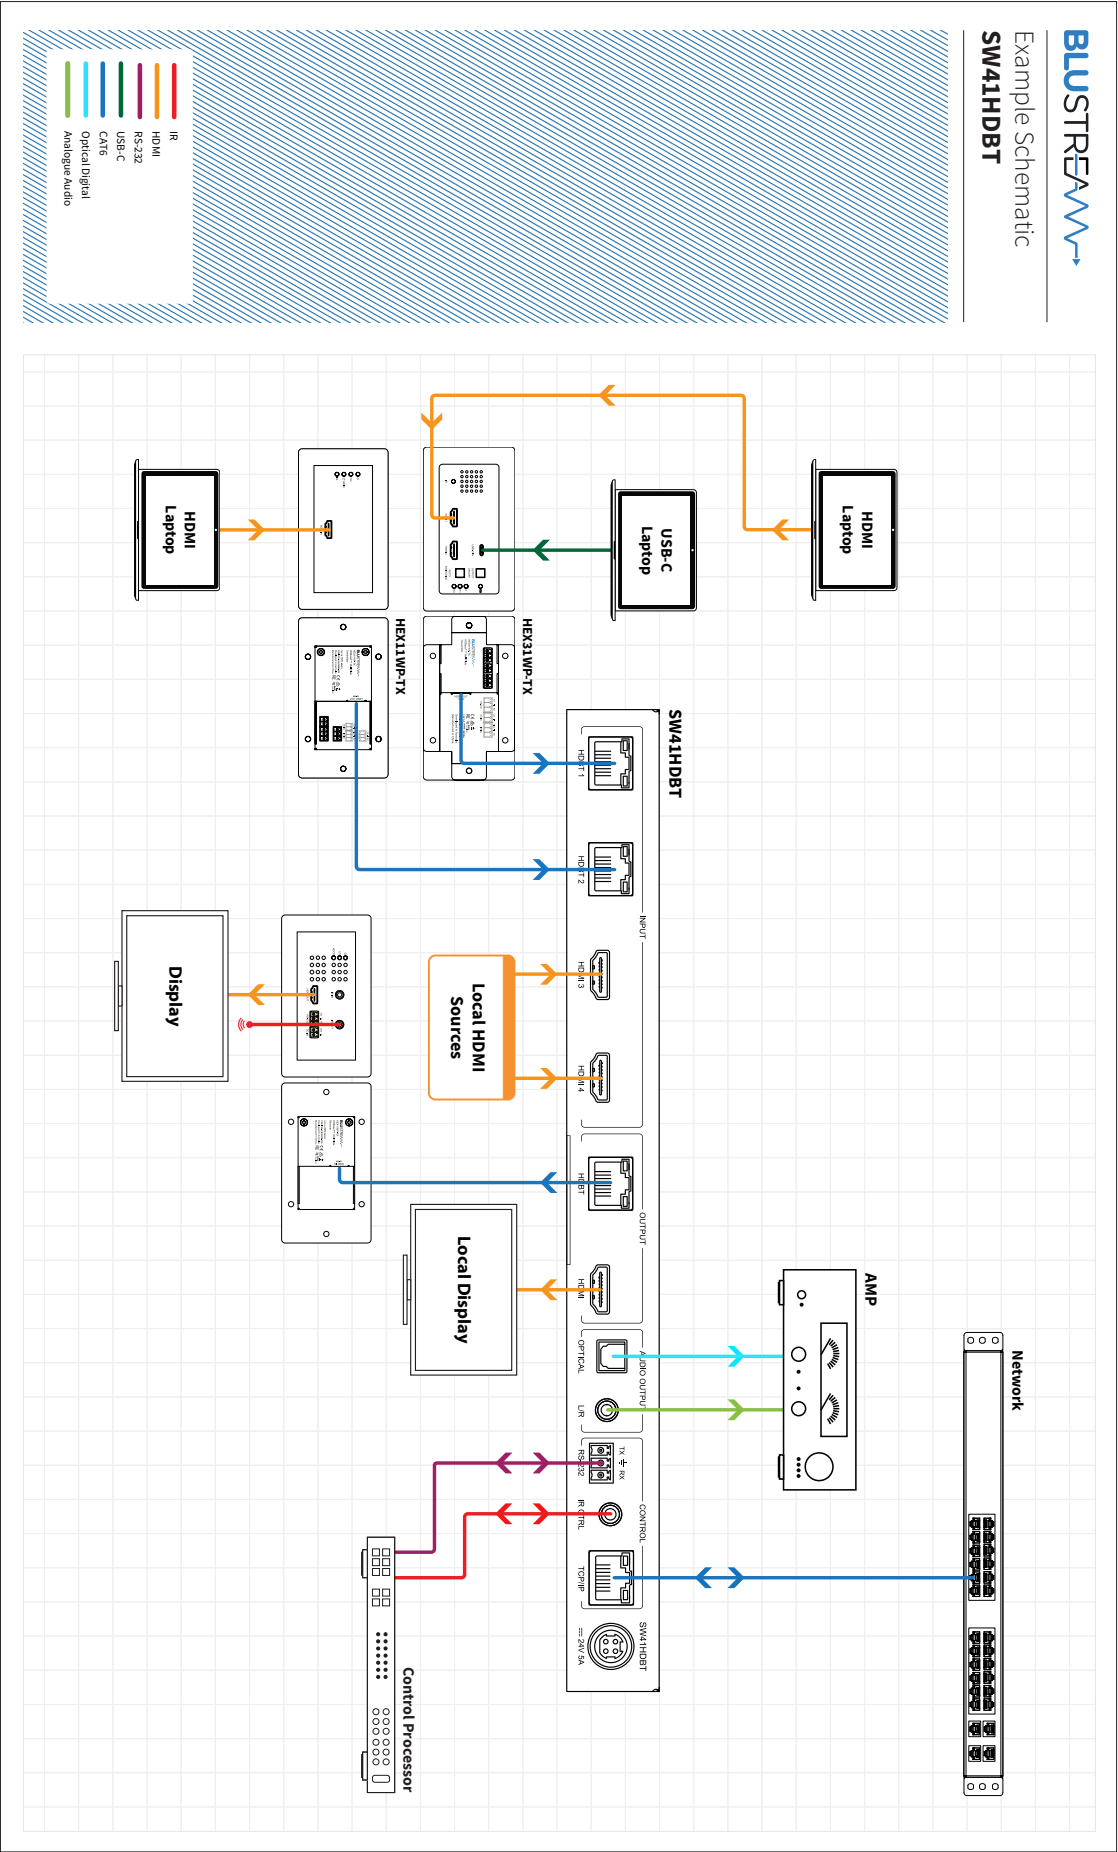 BLUSTREAM
Example Schematic
SW41HDBT
IR
HDMI
RS-232
USB-C
CAT6
Optical Digital
Analogue Audio
HDMI
Laptop
USB-C
Laptop
HDMI
Laptop
HEX31WP-TX
HEX11WP-TX
SW41HDBT
HDBT 1
HDBT 2
INPUT
HDMI 3
HDMI 4
HDBT
OUTPUT
HDMI
OPTICAL
AUDIO OUTPUT
L/R
TX
RX
RS-232
IR CTRL
CONTROL
TCP/IP
SW41HDBT
24V 5A
Local HDMI
Sources
Display
Local Display
AMP
Network
Control Processor